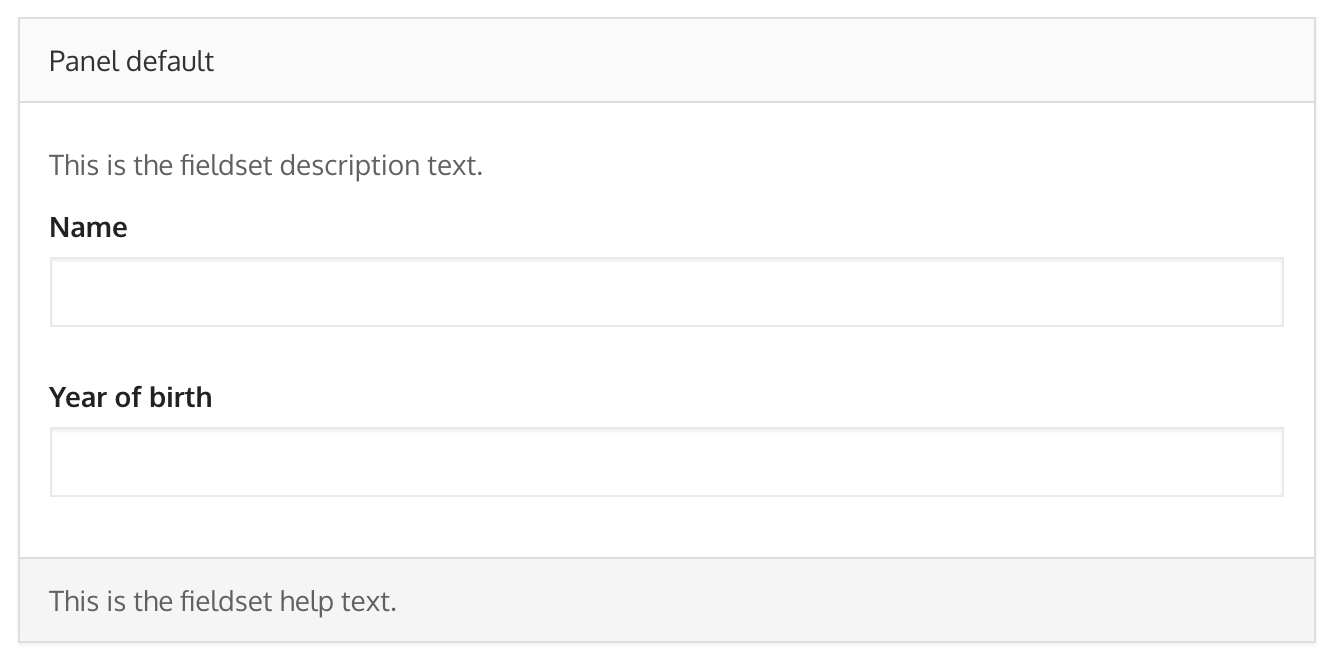 Panel default
This is the fieldset description text.
Name
Year of birth
This is the fieldset help text.